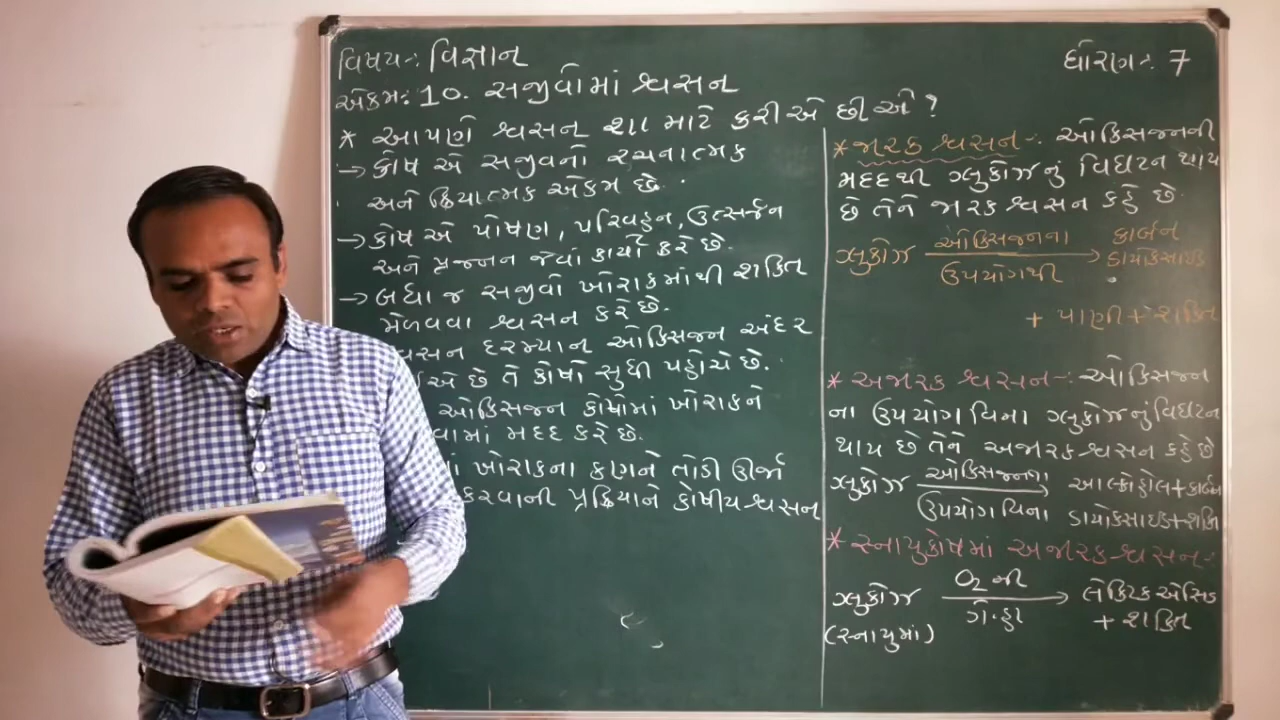 વિષય:- વિજ્ઞાન
ધોરણ:- 7
એકમ:- 10. સજીવોમાં શ્વસન
* આપણે શ્વસન શા માટે કરીએ છીએ ?
→ કોષ એ સજીવનો રચનાત્મક
અને ક્રિયાત્મક એકમ છે.
→ કોષ એ પોષણ, પરિવહન, ઉત્સર્જન
અને પ્રજનન જેવાં કાર્યો કરે છે.
→ બધા જ સજીવો ખોરાકમાંથી શક્તિ
મેળવવા શ્વસન કરે છે.
દરમ્યાન ઓક્સિજન અંદર
છે તે કોષો સુધી પહોંચે છે.
ઓક્સિજન કોષોમાં ખોરાકને
મદદ કરે છે.
ખોરાકના કણને તોડી ઊર્જા
કરવાની પ્રક્રિયાને કોષીય શ્વસન
* જારક શ્વસન:- ઓક્સિજનની
મદદથી ગ્લુકોઝનું વિઘટન થાય
છે તેને જારક શ્વસન કહે છે.
ગ્લુકોઝ ઓક્સિજનના → કાર્બન
ઉપયોગથી ડાયોક્સાઇડ
+ પાણી + શક્તિ
* અજારક શ્વસન:- ઓક્સિજન
ના ઉપયોગ વિના ગ્લુકોઝનું વિઘટન
થાય છે તેને અજારક શ્વસન કહે છે
ગ્લુકોઝ ઓક્સિજનના → આલ્કોહોલ + કાર્બન
ઉપયોગ વિના ડાયોક્સાઇડ + શક્તિ
* સ્નાયુકોષમાં અજારક શ્વસન:-
ગ્લુકોઝ O₂ ની → લેક્ટિક એસિડ
(સ્નાયુમાં) ગે.હા + શક્તિ